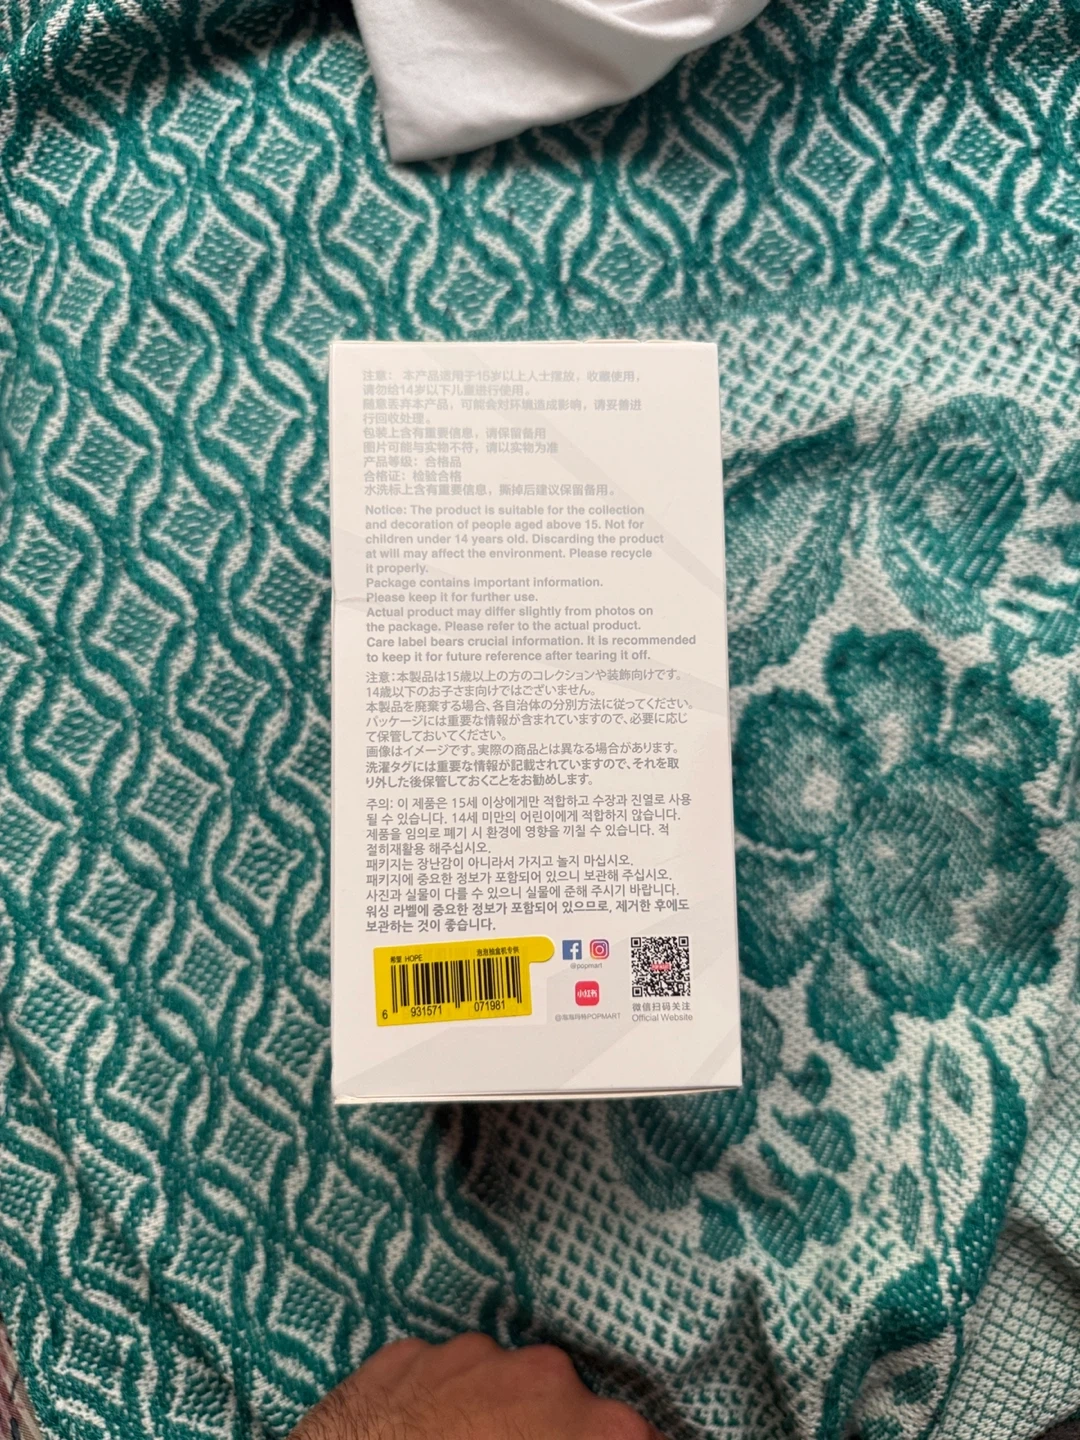 注意：本产品适用于15岁以上人士摆放，收藏使用，
请勿给14岁以下儿童进行使用。
随意丢弃本产品，可能会对环境造成影响，请妥善进
行回收处理。
包装上含有重要信息，请保留备用
图片可能与实物不符，请以实物为准
产品等级：合格品
合格证：检验合格
水洗标上含有重要信息，撕掉后建议保留备用。
Notice: The product is suitable for the collection
and decoration of people aged above 15. Not for
children under 14 years old. Discarding the product
at will may affect the environment. Please recycle
it properly.
Package contains important information.
Please keep it for further use.
Actual product may differ slightly from photos on
the package. Please refer to the actual product.
Care label bears crucial information. It is recommended
to keep it for future reference after tearing it off.
注意:本製品は15歳以上の方のコレクションや装飾向けです。
14歳以下のお子さま向けではございません。
本製品を廃棄する場合、各自治体の分別方法に従ってください。
パッケージには重要な情報が含まれていますので、必要に応じ
て保管しておいてください。
画像はイメージです。実際の商品とは異なる場合があります。
洗濯タグには重要な情報が記載されていますので、それを取
り外した後保管しておくことをお勧めします。
주의: 이 제품은 15세 이상에게만 적합하고 수장과 진열로 사용
될 수 있습니다. 14세 미만의 어린이에게 적합하지 않습니다.
제품을 임의로 폐기 시 환경에 영향을 끼칠 수 있습니다. 적
절히재활용 해주십시오.
패키지는 장난감이 아니라서 가지고 놀지 마십시오.
패키지에 중요한 정보가 포함되어 있으니 보관해 주십시오.
사진과 실물이 다를 수 있으니 실물에 준해 주시기 바랍니다.
워싱 라벨에 중요한 정보가 포함되어 있으므로, 제거한 후에도
보관하는 것이 좋습니다.
希望 HOPE 泡泡抽盒机专供
6 931571 071981
@popmart
小红书
@泡泡玛特POPMART
微信扫码关注
Official Website